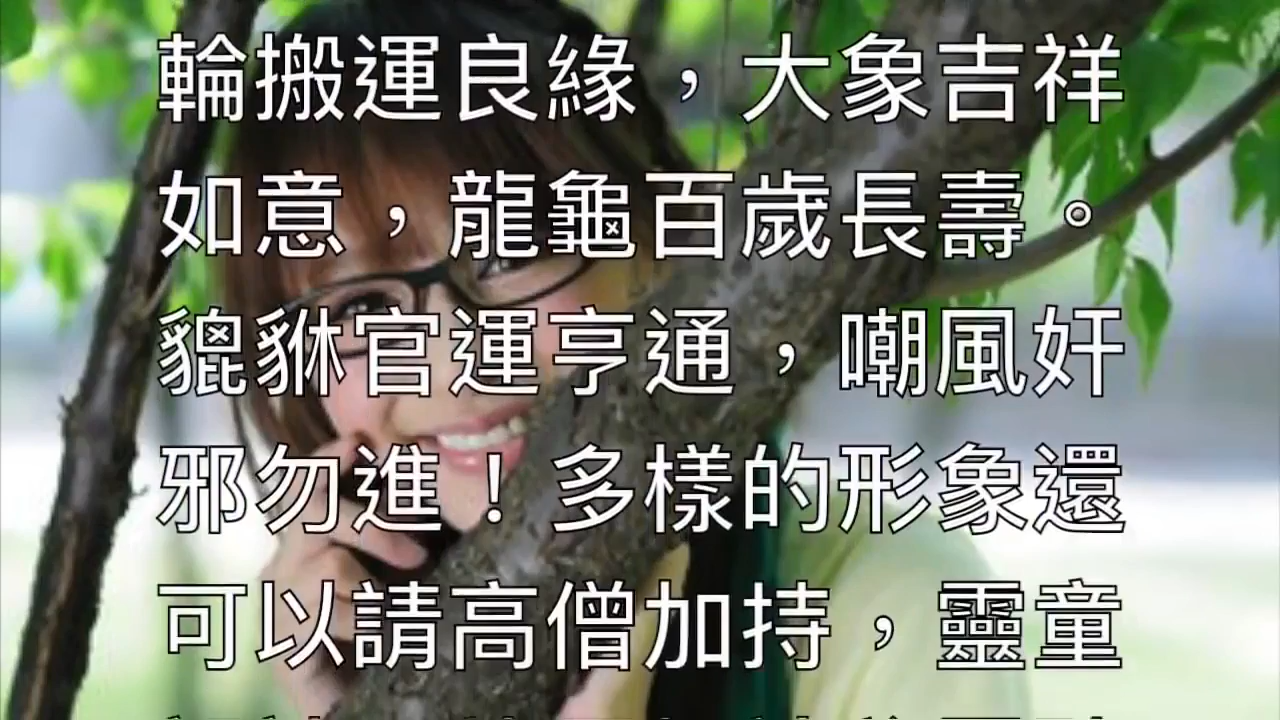 輪搬運良緣，大象吉祥
如意，龍龜百歲長壽。
貔貅官運亨通，嘲風奸
邪勿進！多樣的形象還
可以請高僧加持，靈童